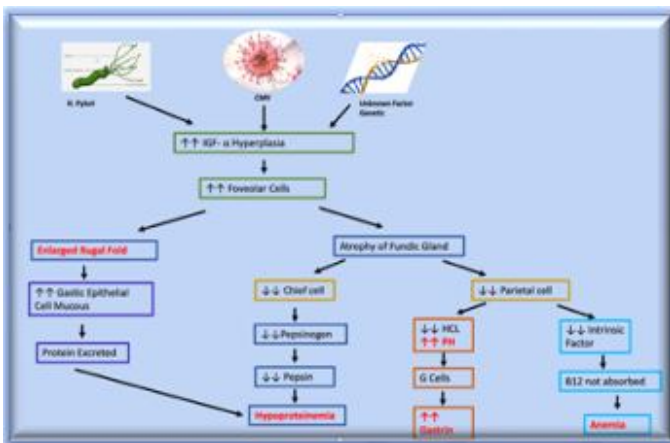 H. Pylori
CMV
Unknown Factor
Genetic
↑↑ IGF- α Hyperplasia
↑↑ Foveolar Cells
Enlarged Rugal Fold
Atrophy of Fundic Gland
↑↑ Gastic Epithelial
Cell Mucous
↓↓ Chief cell
↓↓ Parietal cell
Protein Excreted
↓↓Pepsinogen
↓↓ HCL
↑↑ PH
↓↓ Intrinsic
Factor
↓↓ Pepsin
G Cells
B12 not absorbed
Hypoproteinemia
↑↑
Gastrin
Anemia